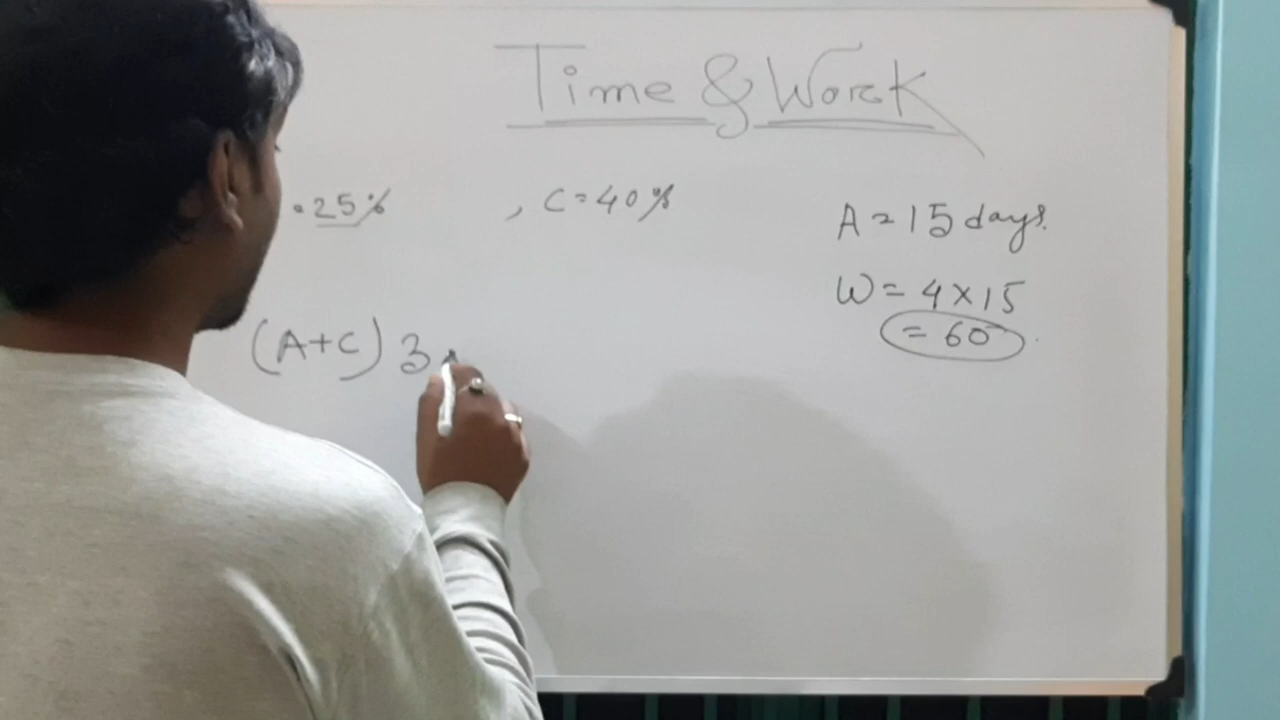 Time & Work
25%
, C = 40%
A = 15 days.
W = 4 × 15
= 60
(A+C) 3